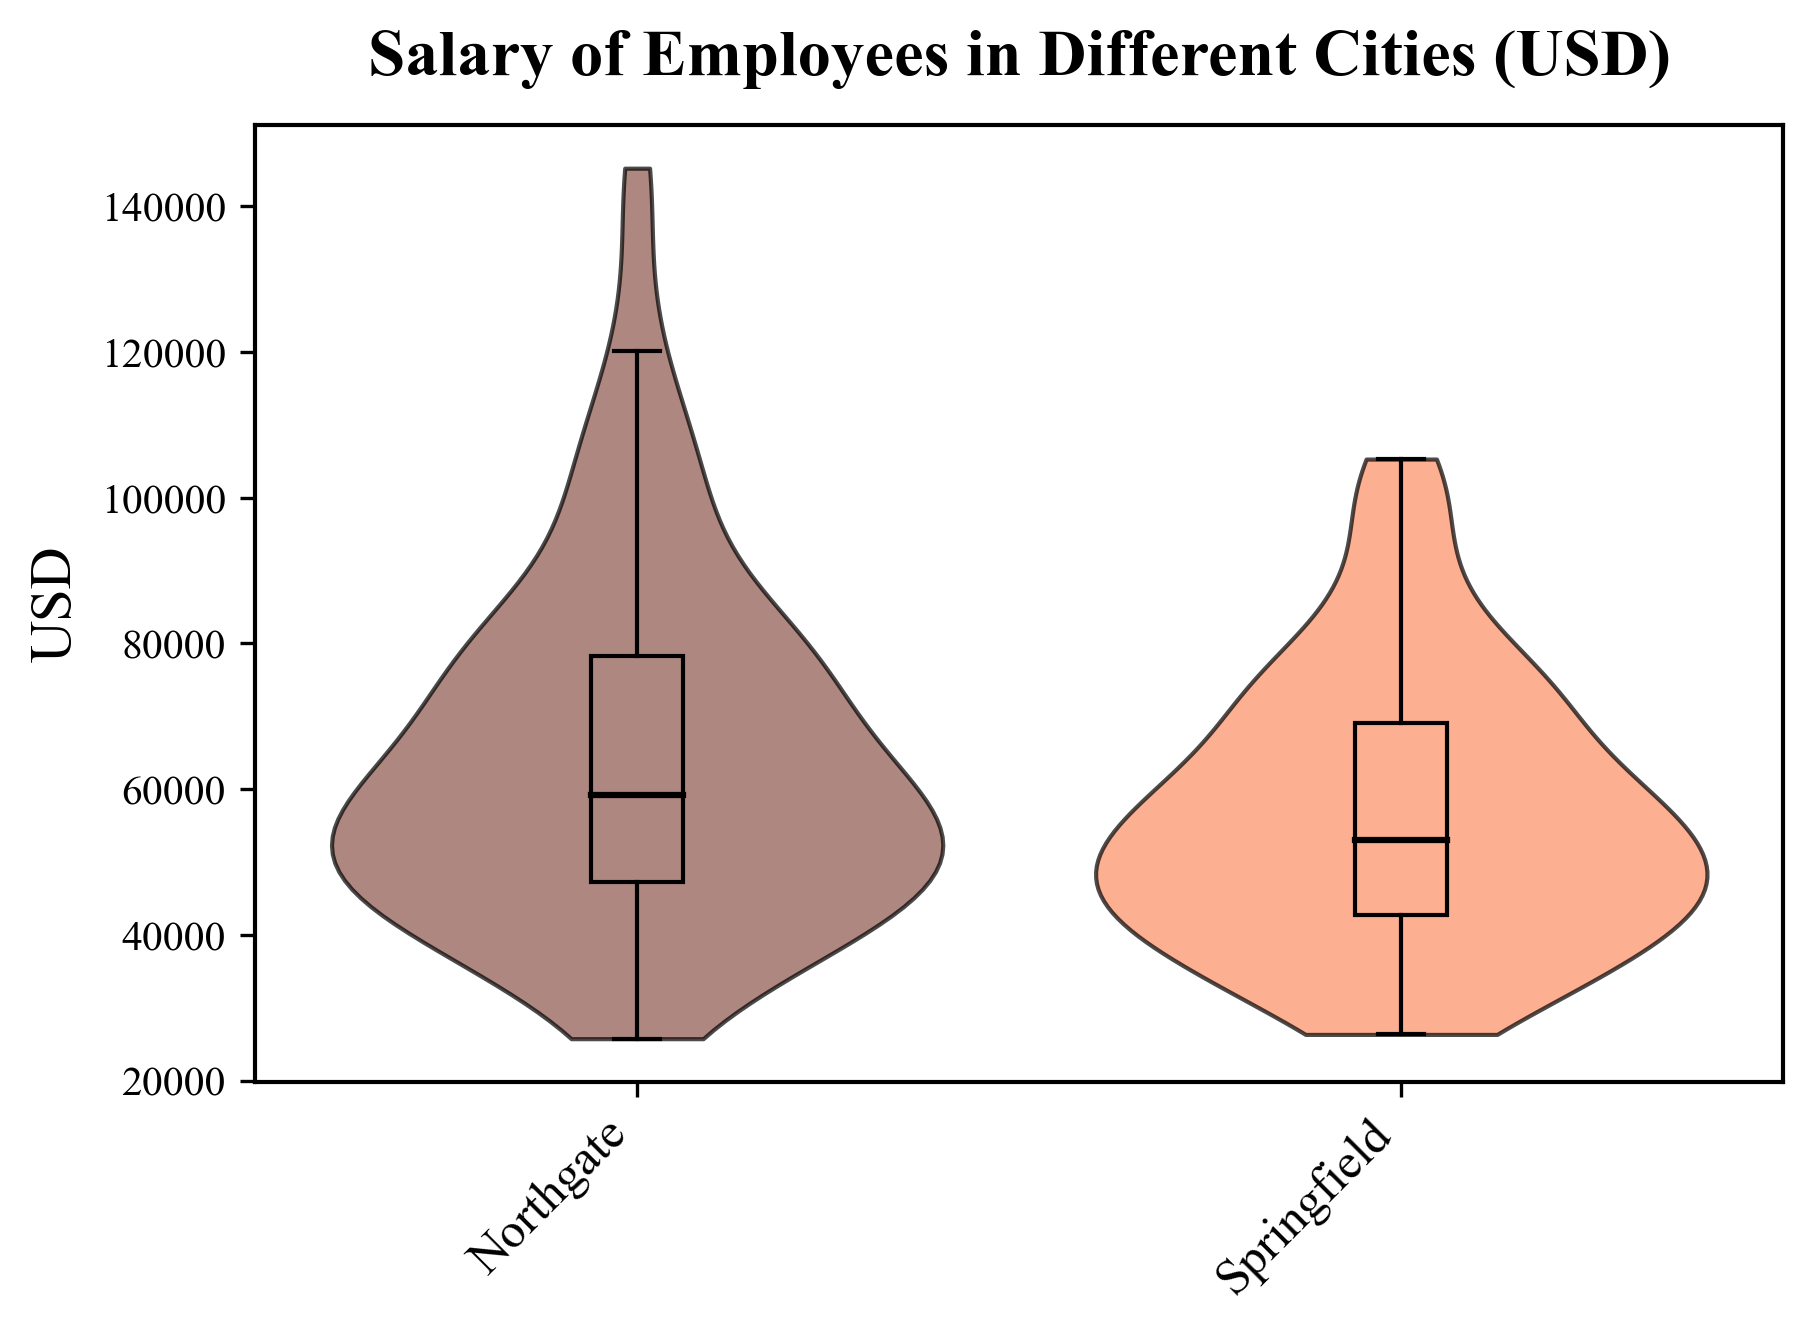 Salary of Employees in Different Cities (USD)
USD
140000
120000
100000
80000
60000
40000
20000
Northgate
Springfield